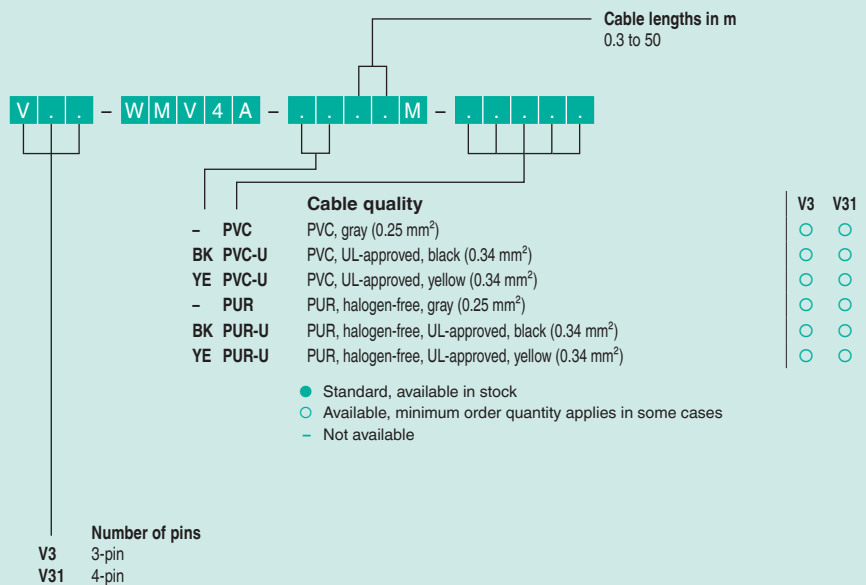 Cable lengths in m
0.3 to 50
V . . – W M V 4 A – . . . . M – . . . . .
Cable quality V3 V31
– PVC PVC, gray (0.25 mm²) ○ ○
BK PVC-U PVC, UL-approved, black (0.34 mm²) ○ ○
YE PVC-U PVC, UL-approved, yellow (0.34 mm²) ○ ○
– PUR PUR, halogen-free, gray (0.25 mm²) ○ ○
BK PUR-U PUR, halogen-free, UL-approved, black (0.34 mm²) ○ ○
YE PUR-U PUR, halogen-free, UL-approved, yellow (0.34 mm²) ○ ○
● Standard, available in stock
○ Available, minimum order quantity applies in some cases
– Not available
Number of pins
V3 3-pin
V31 4-pin